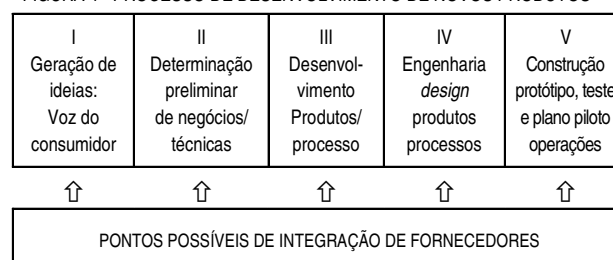 I
Geração de
ideias:
Voz do
consumidor
II
Determinação
preliminar
de negócios/
técnicas
III
Desenvol-
vimento
Produtos/
processo
IV
Engenharia
design
produtos
processos
V
Construção
protótipo, teste
e plano piloto
operações
PONTOS POSSÍVEIS DE INTEGRAÇÃO DE FORNECEDORES